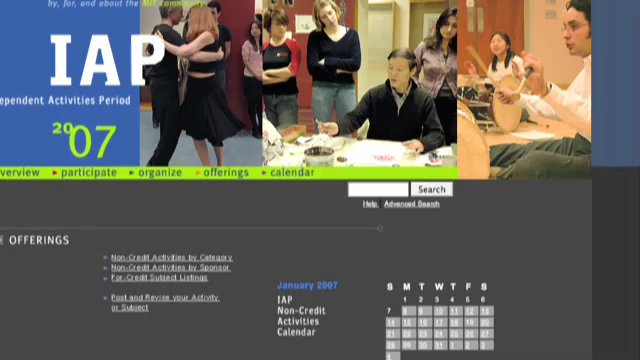 by, for, and about the MIT community.
IAP
ependent Activities Period
2007
verview ▸ participate ▸ organize ▸ offerings ▸ calendar
Search
Help Advanced Search
OFFERINGS
Non-Credit Activities by Category
Non-Credit Activities by Sponsor
For-Credit Subject Listings
Post and Revise your Activity
or Subject
January 2007
IAP
Non-Credit
Activities
Calendar
S M T W T F S
1 2 3 4 5 6
7 8 9 10 11 12 13
14 15 16 17 18 19 20
21 22 23 24 25 26 27
28 29 30 31 1 2 3
4